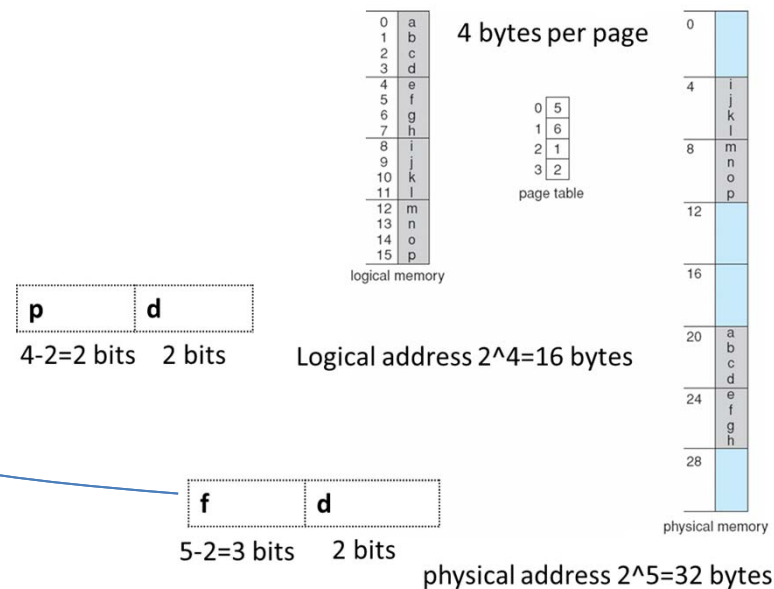 4 bytes per page
0 a
1 b
2 c
3 d
4 e
5 f
6 g
7 h
8 i
9 j
10 k
11 l
12 m
13 n
14 o
15 p
logical memory
0 5
1 6
2 1
3 2
page table
0
4 i
j
k
l
8 m
n
o
p
12
16
20 a
b
c
d
24 e
f
g
h
28
physical memory
p d
4-2=2 bits 2 bits
Logical address 2^4=16 bytes
f d
5-2=3 bits 2 bits
physical address 2^5=32 bytes